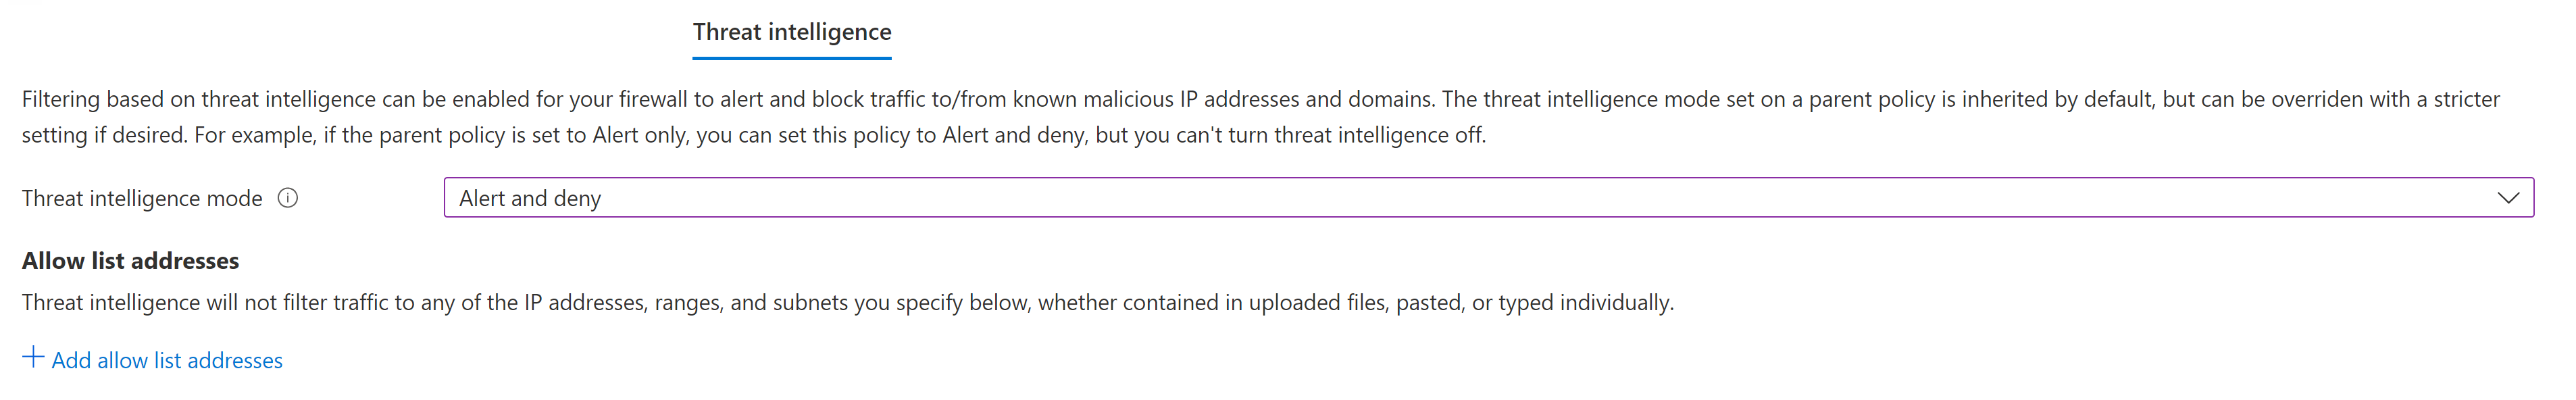 Threat intelligence
Filtering based on threat intelligence can be enabled for your firewall to alert and block traffic to/from known malicious IP addresses and domains. The threat intelligence mode set on a parent policy is inherited by default, but can be overriden with a stricter
setting if desired. For example, if the parent policy is set to Alert only, you can set this policy to Alert and deny, but you can't turn threat intelligence off.
Threat intelligence mode Alert and deny
Allow list addresses
Threat intelligence will not filter traffic to any of the IP addresses, ranges, and subnets you specify below, whether contained in uploaded files, pasted, or typed individually.
+ Add allow list addresses